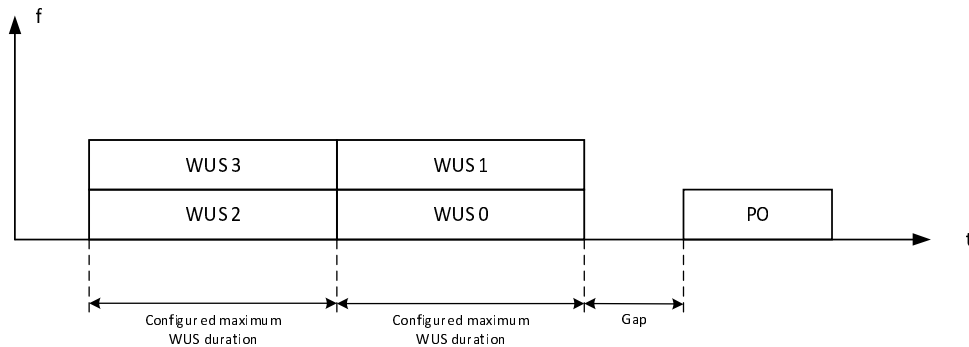 f
WUS 3
WUS 1
WUS 2
WUS 0
PO
t
Configured maximum
WUS duration
Configured maximum
WUS duration
Gap